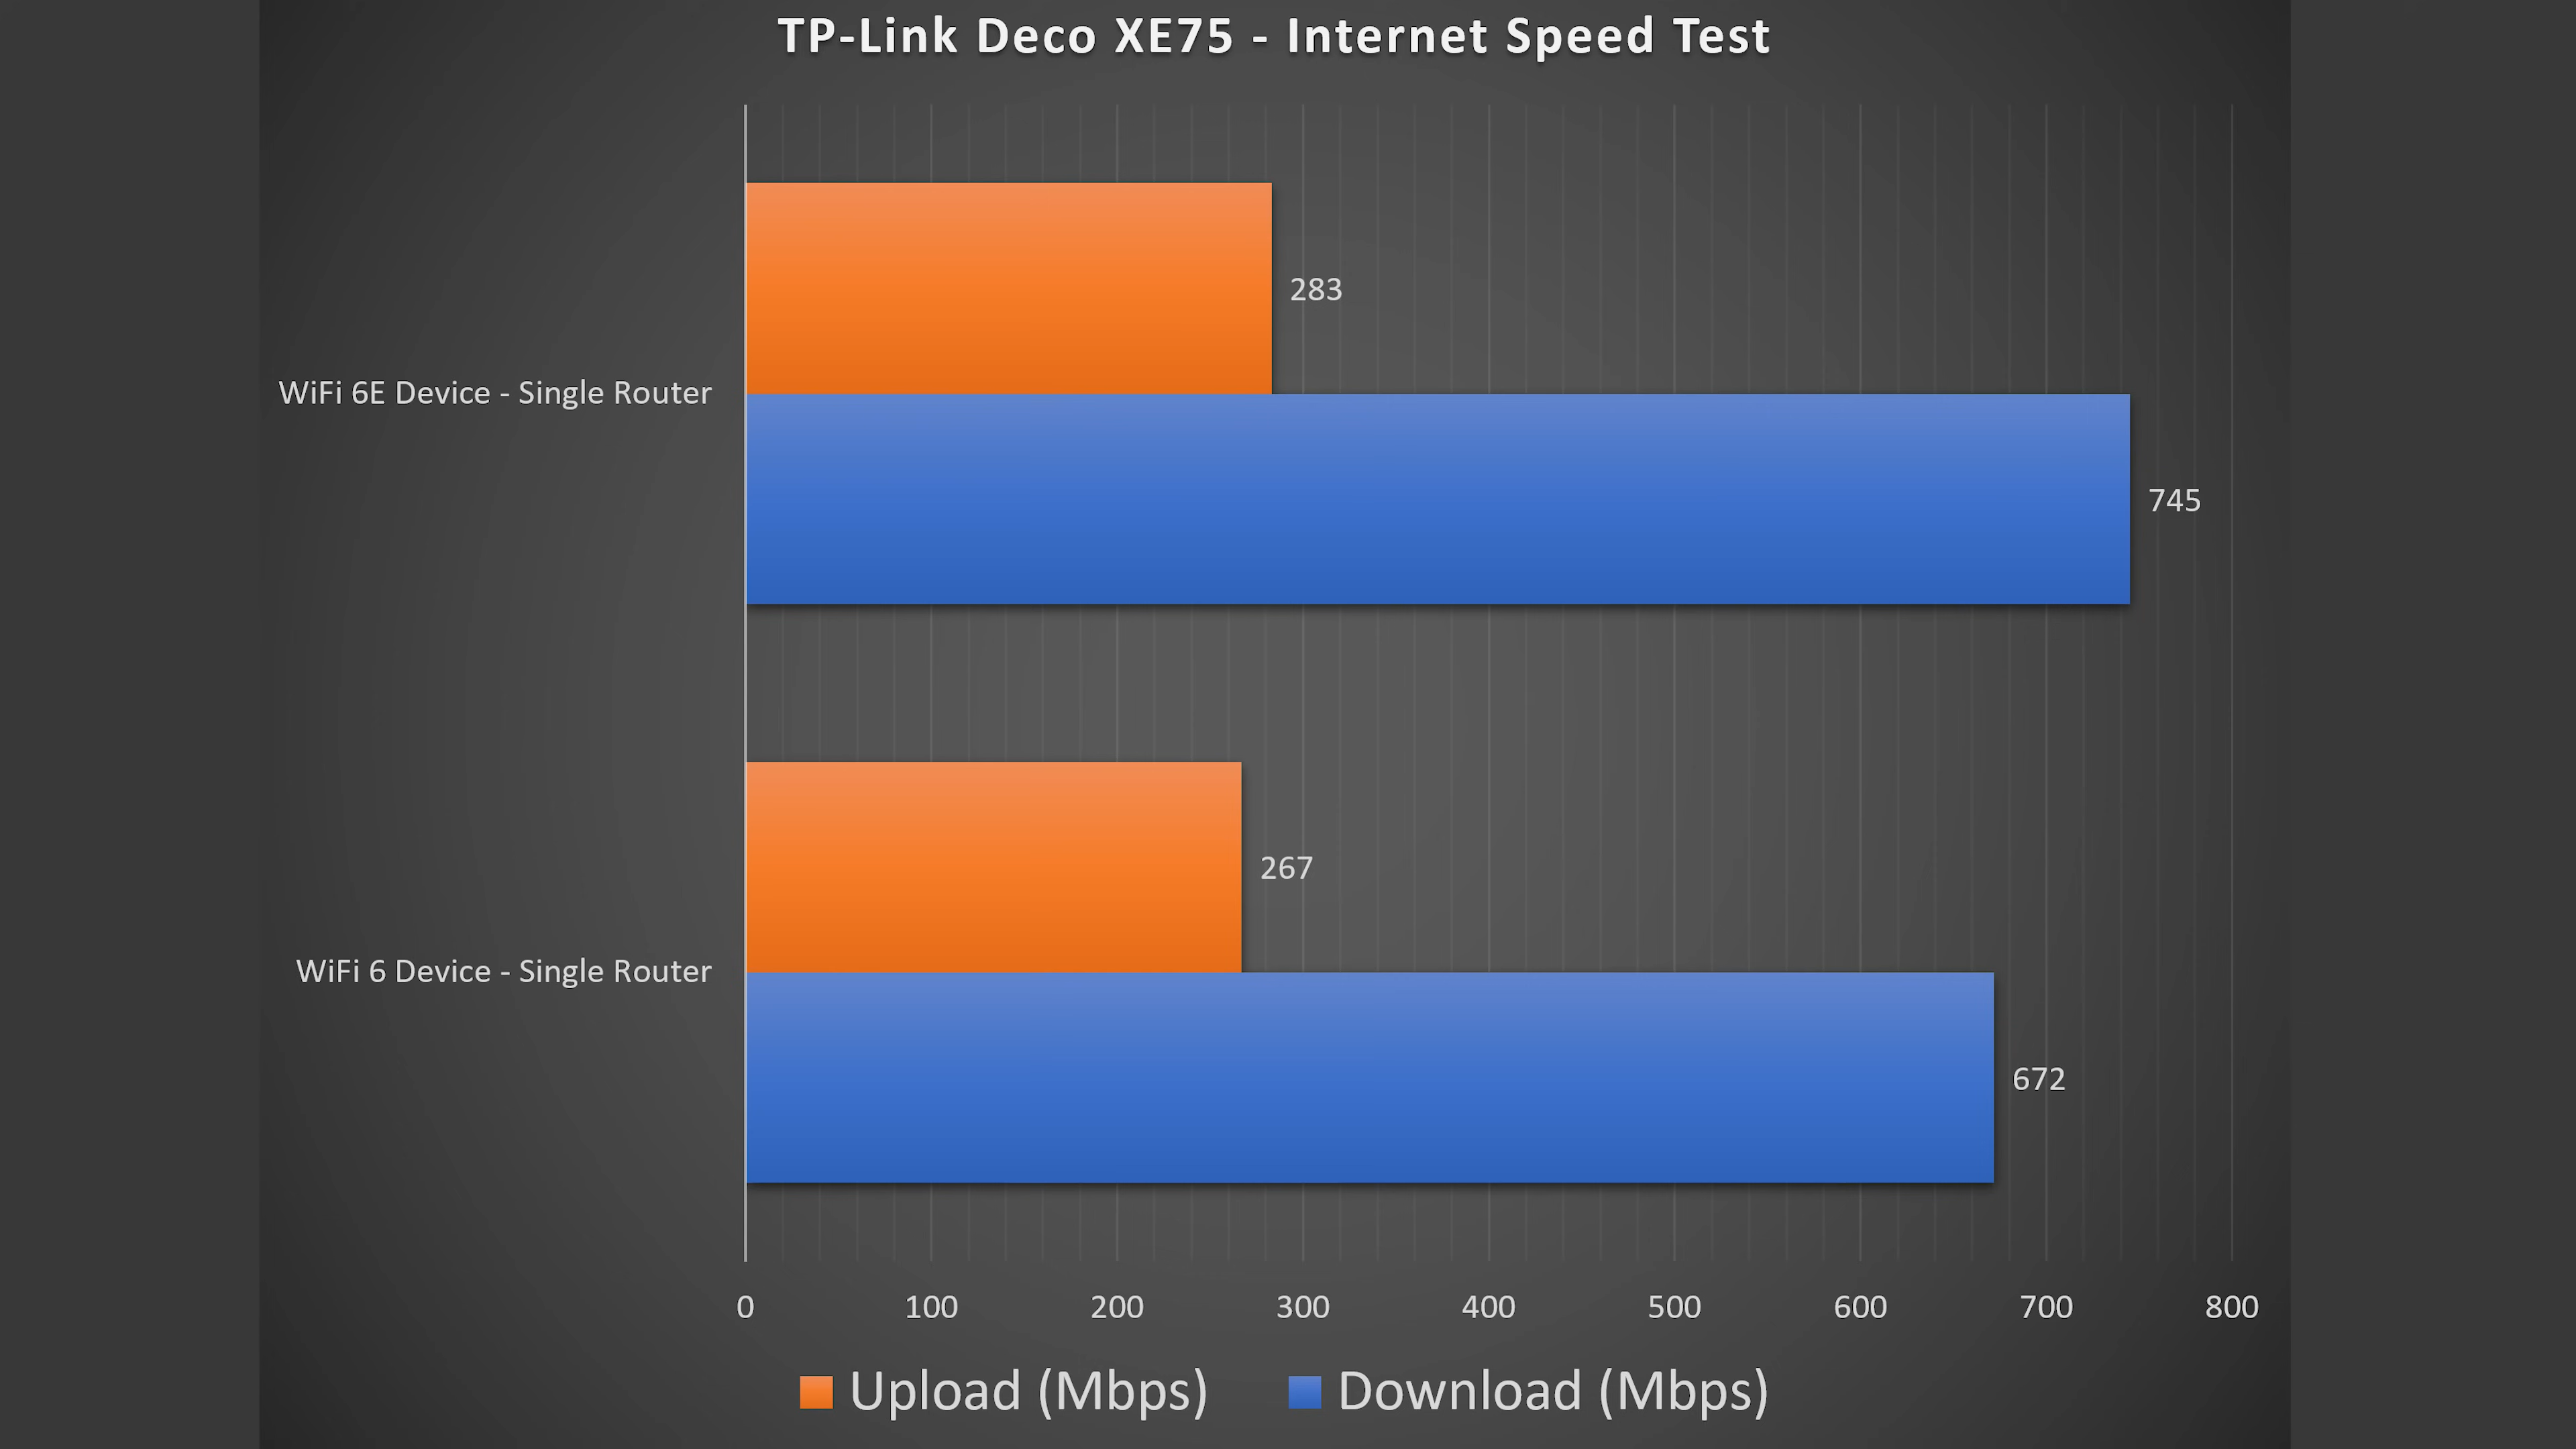 TP-Link Deco XE75 - Internet Speed Test
283
WiFi 6E Device - Single Router
745
267
WiFi 6 Device - Single Router
672
0 100 200 300 400 500 600 700 800
Upload (Mbps) Download (Mbps)